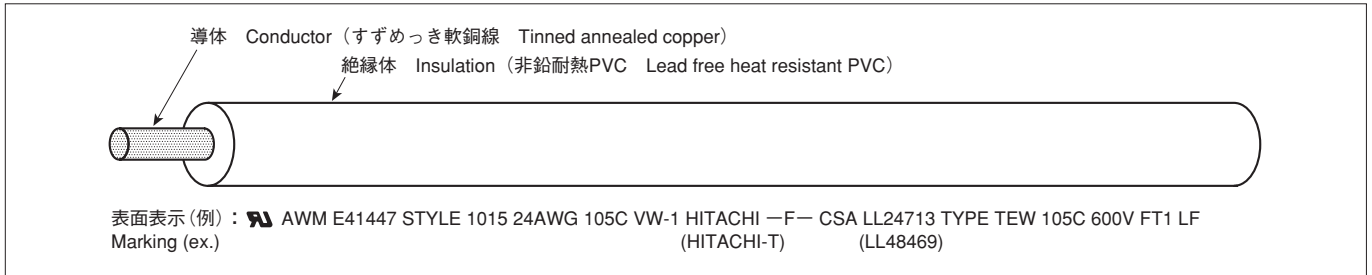 導体 Conductor（すずめっき軟銅線 Tinned annealed copper）
絶縁体 Insulation（非鉛耐熱PVC Lead free heat resistant PVC）
表面表示（例）： RU AWM E41447 STYLE 1015 24AWG 105C VW-1 HITACHI －F－ CSA LL24713 TYPE TEW 105C 600V FT1 LF
Marking (ex.) (HITACHI-T) (LL48469)